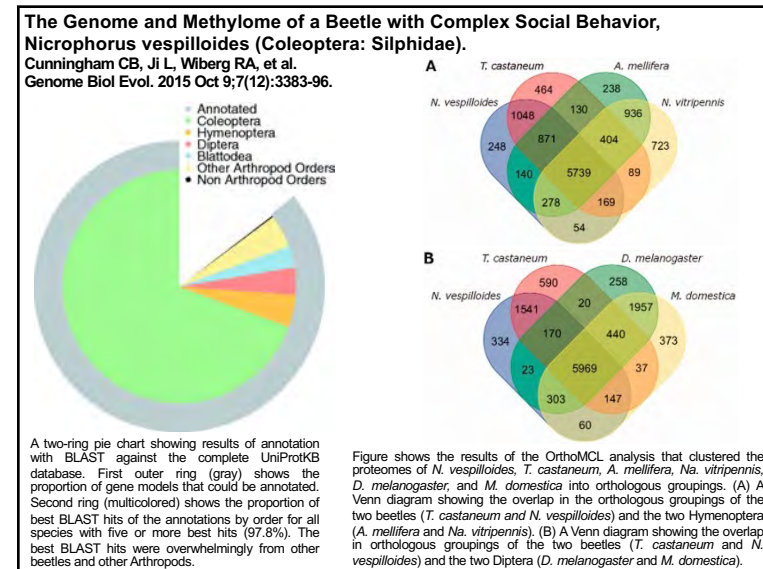 The Genome and Methylome of a Beetle with Complex Social Behavior,
Nicrophorus vespilloides (Coleoptera: Silphidae).
Cunningham CB, Ji L, Wiberg RA, et al.
Genome Biol Evol. 2015 Oct 9;7(12):3383-96.
Annotated
Coleoptera
Hymenoptera
Diptera
Blattodea
Other Arthropod Orders
Non Arthropod Orders
A two-ring pie chart showing results of annotation
with BLAST against the complete UniProtKB
database. First outer ring (gray) shows the
proportion of gene models that could be annotated.
Second ring (multicolored) shows the proportion of
best BLAST hits of the annotations by order for all
species with five or more best hits (97.8%). The
best BLAST hits were overwhelmingly from other
beetles and other Arthropods.
A
T. castaneum
A. mellifera
N. vespilloides
N. vitripennis
464
238
1048
130
936
248
871
404
723
140
5739
89
278
169
54
B
T. castaneum
D. melanogaster
N. vespilloides
M. domestica
590
258
1541
20
1957
334
170
440
373
23
5969
37
303
147
60
Figure shows the results of the OrthoMCL analysis that clustered the
proteomes of N. vespilloides, T. castaneum, A. mellifera, Na. vitripennis,
D. melanogaster, and M. domestica into orthologous groupings. (A) A
Venn diagram showing the overlap in the orthologous groupings of the
two beetles (T. castaneum and N. vespilloides) and the two Hymenoptera
(A. mellifera and Na. vitripennis). (B) A Venn diagram showing the overlap
in orthologous groupings of the two beetles (T. castaneum and N.
vespilloides) and the two Diptera (D. melanogaster and M. domestica).